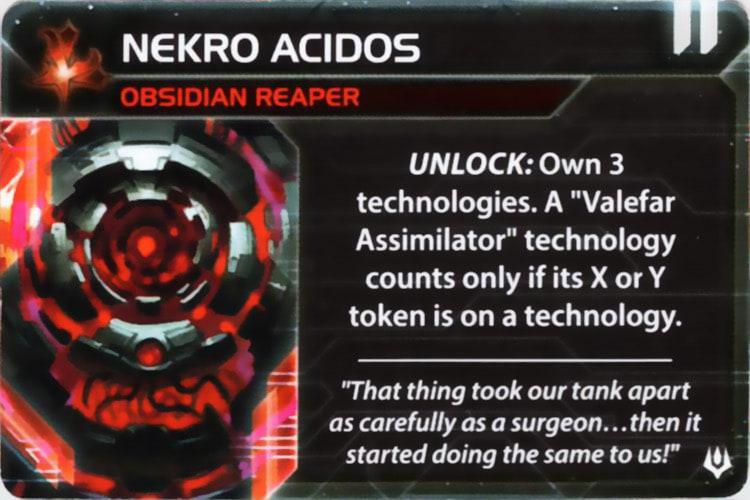 NEKRO ACIDOS
OBSIDIAN REAPER
UNLOCK: Own 3
technologies. A "Valefar
Assimilator" technology
counts only if its X or Y
token is on a technology.
"That thing took our tank apart
as carefully as a surgeon...then it
started doing the same to us!"